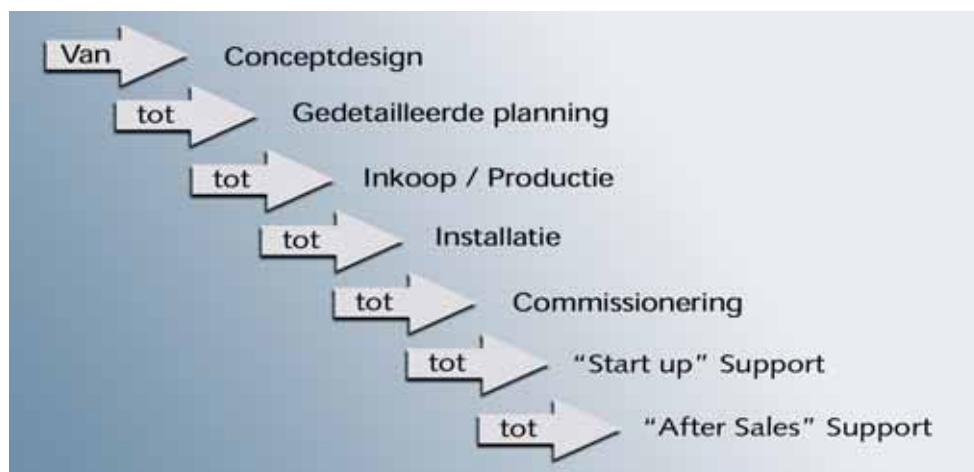 Van Conceptdesign
tot Gedetailleerde planning
tot Inkoop / Productie
tot Installatie
tot Commissionering
tot “Start up” Support
tot “After Sales” Support